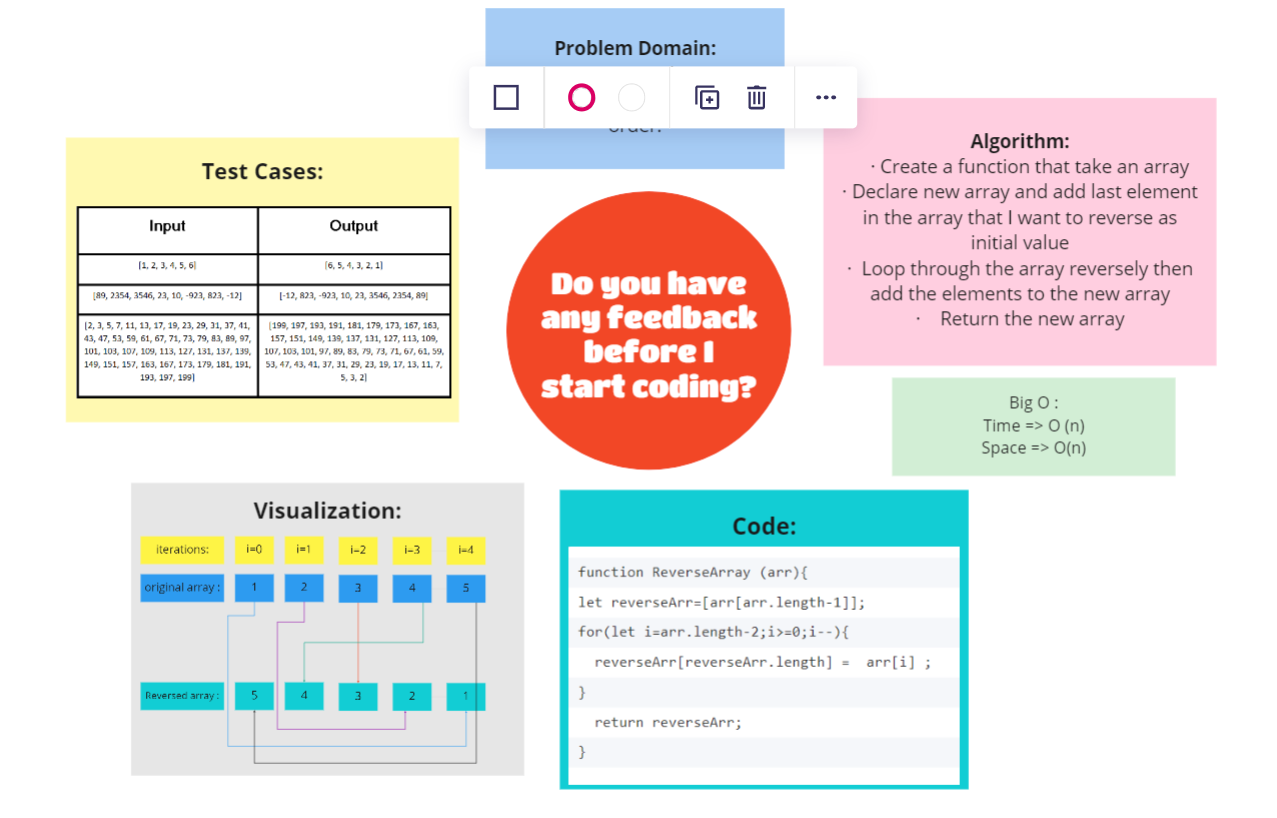 Problem Domain:
order.
Test Cases:
Input Output
[1, 2, 3, 4, 5, 6] [6, 5, 4, 3, 2, 1]
[89, 2354, 3546, 23, 10, -923, 823, -12] [-12, 823, -923, 10, 23, 3546, 2354, 89]
[2, 3, 5, 7, 11, 13, 17, 19, 23, 29, 31, 37, 41,
43, 47, 53, 59, 61, 67, 71, 73, 79, 83, 89, 97,
101, 103, 107, 109, 113, 127, 131, 137, 139,
149, 151, 157, 163, 167, 173, 179, 181, 191,
193, 197, 199]
[199, 197, 193, 191, 181, 179, 173, 167, 163,
157, 151, 149, 139, 137, 131, 127, 113, 109,
107, 103, 101, 97, 89, 83, 79, 73, 71, 67, 61, 59,
53, 47, 43, 41, 37, 31, 29, 23, 19, 17, 13, 11, 7,
5, 3, 2]
Do you have
any feedback
before I
start coding?
Algorithm:
· Create a function that take an array
· Declare new array and add last element
in the array that I want to reverse as
initial value
· Loop through the array reversely then
add the elements to the new array
· Return the new array
Big O :
Time => O (n)
Space => O(n)
Visualization:
iterations: i=0 i=1 i=2 i=3 i=4
original array : 1 2 3 4 5
Reversed array : 5 4 3 2 1
Code:
function ReverseArray (arr){
let reverseArr=[arr[arr.length-1]];
for(let i=arr.length-2;i>=0;i--){
reverseArr[reverseArr.length] = arr[i] ;
}
return reverseArr;
}